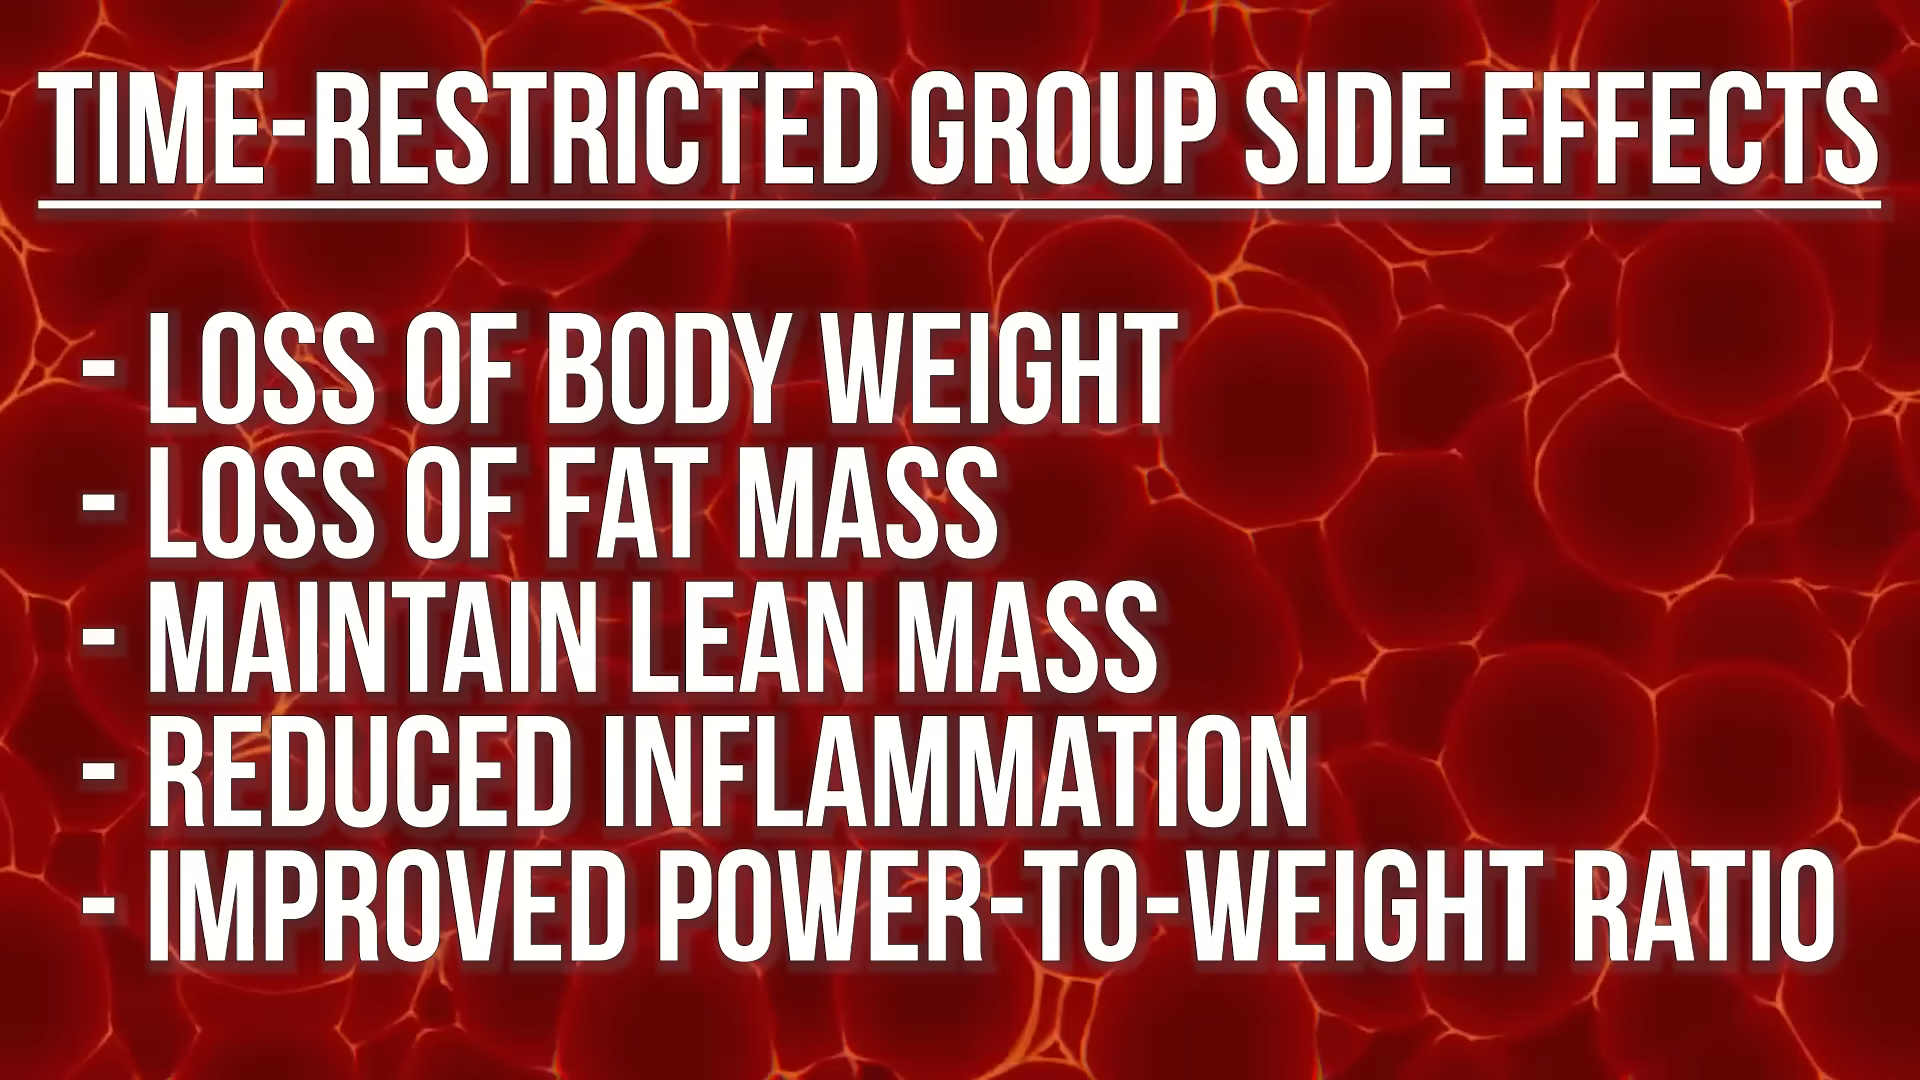 TIME-RESTRICTED GROUP SIDE EFFECTS
- LOSS OF BODY WEIGHT
- LOSS OF FAT MASS
- MAINTAIN LEAN MASS
- REDUCED INFLAMMATION
- IMPROVED POWER-TO-WEIGHT RATIO